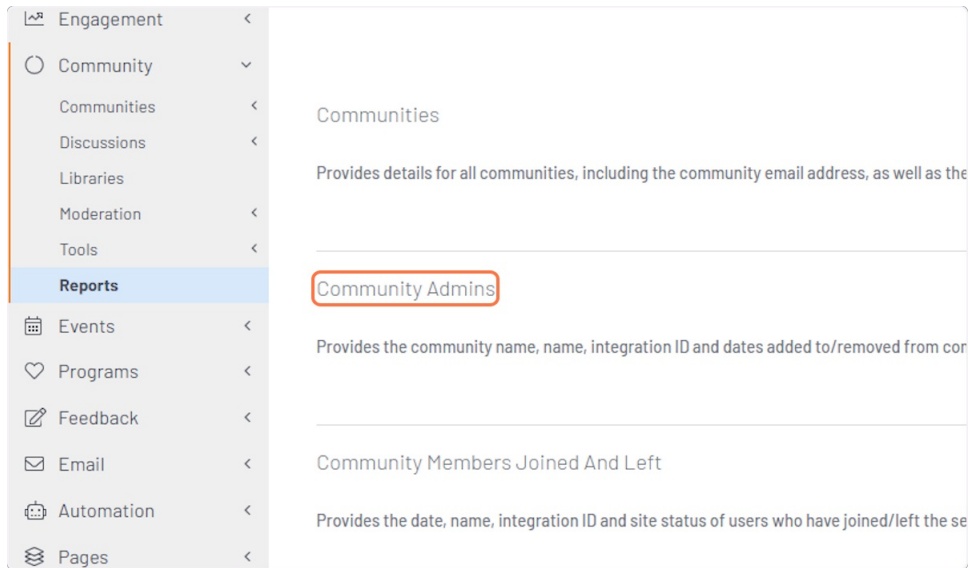 Engagement
Community
Communities
Discussions
Libraries
Moderation
Tools
Reports
Events
Programs
Feedback
Email
Automation
Pages
Communities
Provides details for all communities, including the community email address, as well as the
Community Admins
Provides the community name, name, integration ID and dates added to/removed from
Community Members Joined And Left
Provides the date, name, integration ID and site status of users who have joined/left the